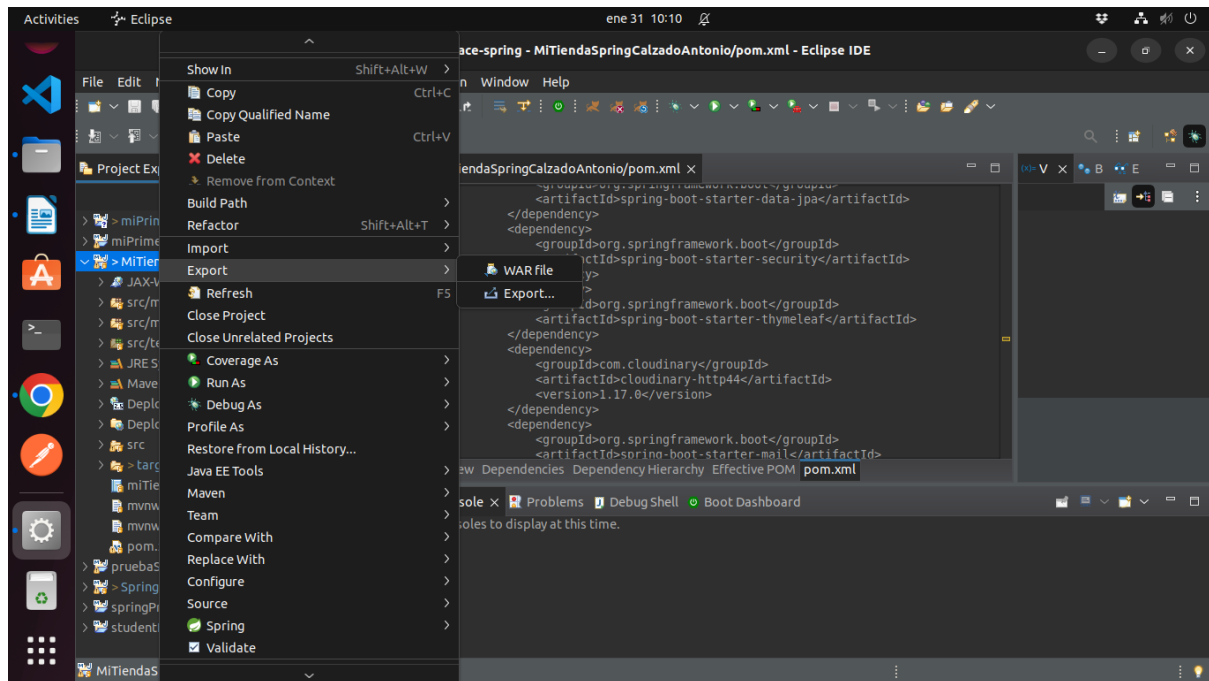 Activities Eclipse ene 31 10:10
ace-spring - MiTiendaSpringCalzadoAntonio/pom.xml - Eclipse IDE
File Edit Window Help
Project Ex
> miPrin
miPrime
> MiTier
JAX-W
src/m
src/m
src/te
JRE S
Mave
Deplo
Deplo
src
> targ
miTie
mvnw
mvnw
pom.
pruebaS
> Spring
springPr
student
MiTiendaS
Show In Shift+Alt+W >
Copy Ctrl+C
Copy Qualified Name
Paste Ctrl+V
Delete
Remove from Context
Build Path >
Refactor Shift+Alt+T >
Import >
Export >
Refresh F5
Close Project
Close Unrelated Projects
Coverage As >
Run As >
Debug As >
Profile As >
Restore from Local History...
Java EE Tools >
Maven >
Team >
Compare With >
Replace With >
Configure >
Source >
Spring >
Validate
WAR file
Export...
iendaSpringCalzadoAntonio/pom.xml
<groupId>org.springframework.boot</groupId>
<artifactId>spring-boot-starter-data-jpa</artifactId>
</dependency>
<dependency>
<groupId>org.springframework.boot</groupId>
ctId>spring-boot-starter-security</artifactId>
y>
>
d>org.springframework.boot</groupId>
<artifactId>spring-boot-starter-thymeleaf</artifactId>
</dependency>
<dependency>
<groupId>com.cloudinary</groupId>
<artifactId>cloudinary-http44</artifactId>
<version>1.17.0</version>
</dependency>
<dependency>
<groupId>org.springframework.boot</groupId>
<artifactId>spring-boot-starter-mail</artifactId>
ew Dependencies Dependency Hierarchy Effective POM pom.xml
(x)= V B E
sole Problems Debug Shell Boot Dashboard
soles to display at this time.